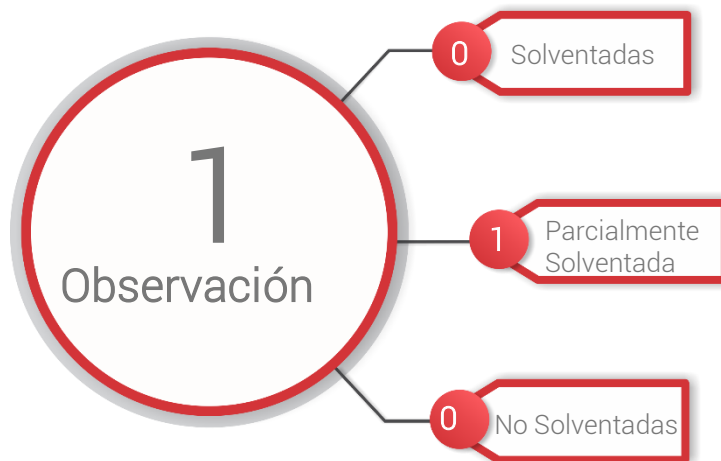 1
Observación
0
Solventadas
1
Parcialmente
Solventada
0
No Solventadas